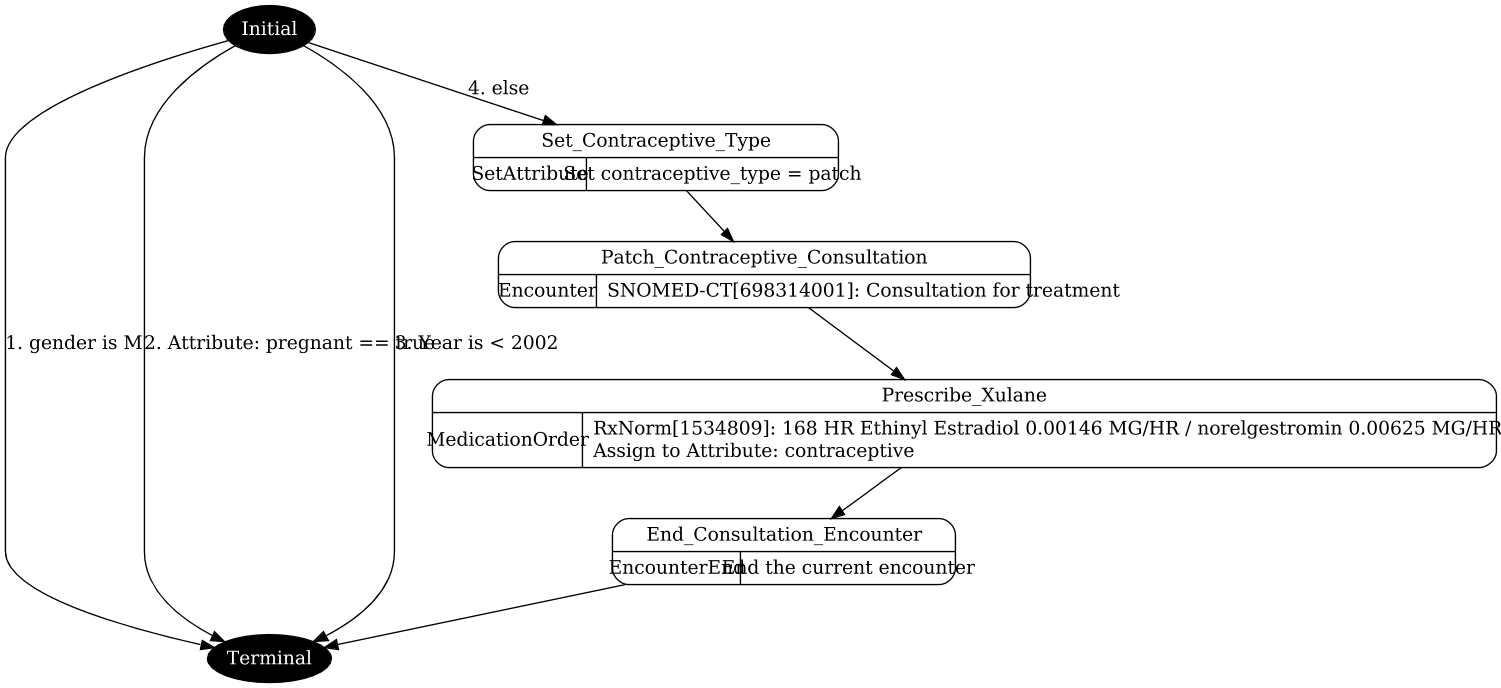 Initial
4. else
Set_Contraceptive_Type
SetAttribute
Set contraceptive_type = patch
Patch_Contraceptive_Consultation
Encounter
SNOMED-CT[698314001]: Consultation for treatment
1. gender is M
2. Attribute: pregnant == true
3. Year is < 2002
Prescribe_Xulane
MedicationOrder
RxNorm[1534809]: 168 HR Ethinyl Estradiol 0.00146 MG/HR / norelgestromin 0.00625 MG/HR
Assign to Attribute: contraceptive
End_Consultation_Encounter
EncounterEnd
End the current encounter
Terminal